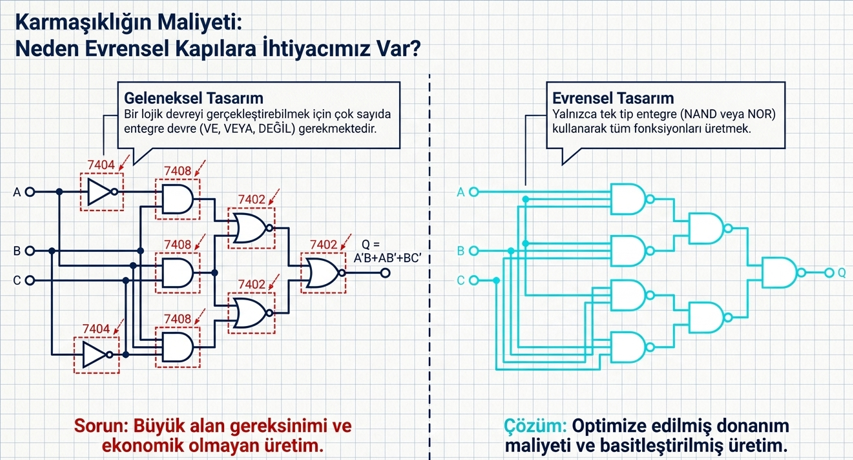 Karmaşıklığın Maliyeti:
Neden Evrensel Kapılara İhtiyacımız Var?
Geleneksel Tasarım
Bir lojik devreyi gerçekleştirebilmek için çok sayıda
entegre devre (VE, VEYA, DEĞİL) gerekmektedir.
7404
7408
7402
A
B
C
7408
7402
Q =
A'B+AB'+BC'
7402
7404
7408
Sorun: Büyük alan gereksinimi ve
ekonomik olmayan üretim.
Evrensel Tasarım
Yalnızca tek tip entegre (NAND veya NOR)
kullanarak tüm fonksiyonları üretmek.
A
B
C
Q
Çözüm: Optimize edilmiş donanım
maliyeti ve basitleştirilmiş üretim.